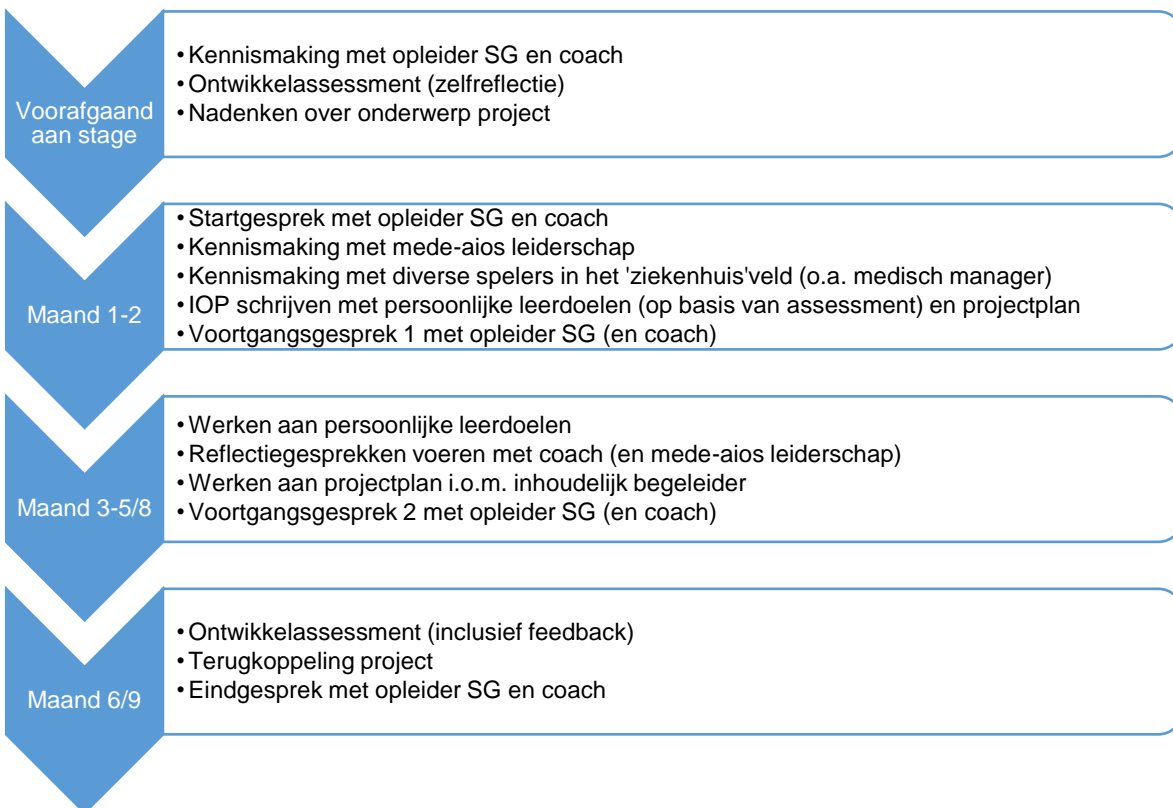 Voorafgaand
aan stage
• Kennismaking met opleider SG en coach
• Ontwikkelassessment (zelfreflectie)
• Nadenken over onderwerp project
Maand 1-2
• Startgesprek met opleider SG en coach
• Kennismaking met mede-aios leiderschap
• Kennismaking met diverse spelers in het 'ziekenhuis'veld (o.a. medisch manager)
• IOP schrijven met persoonlijke leerdoelen (op basis van assessment) en projectplan
• Voortgangsgesprek 1 met opleider SG (en coach)
Maand 3-5/8
• Werken aan persoonlijke leerdoelen
• Reflectiegesprekken voeren met coach (en mede-aios leiderschap)
• Werken aan projectplan i.o.m. inhoudelijk begeleider
• Voortgangsgesprek 2 met opleider SG (en coach)
Maand 6/9
• Ontwikkelassessment (inclusief feedback)
• Terugkoppeling project
• Eindgesprek met opleider SG en coach